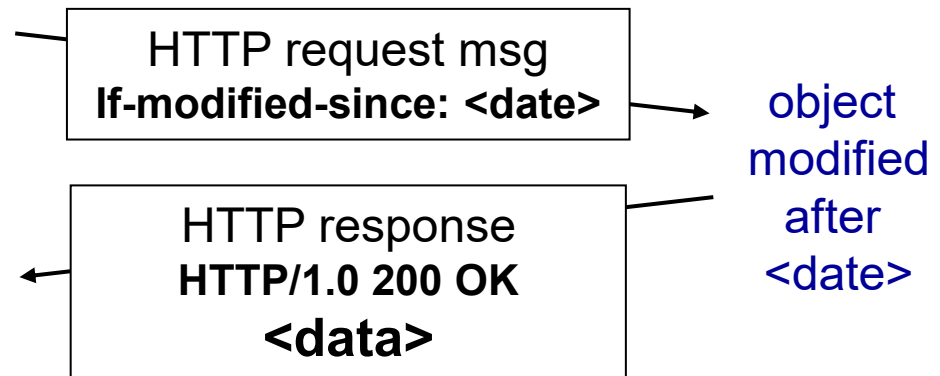 HTTP request msg
If-modified-since: <date>
object
modified
after
<date>
HTTP response
HTTP/1.0 200 OK
<data>